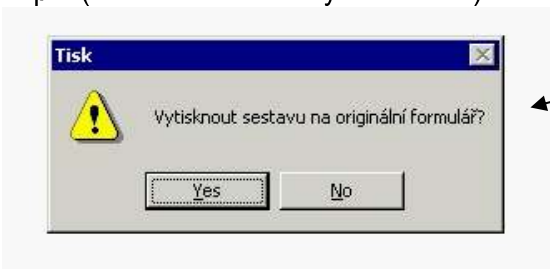 Tisk
Vytisknout sestavu na originální formulář?
Yes No